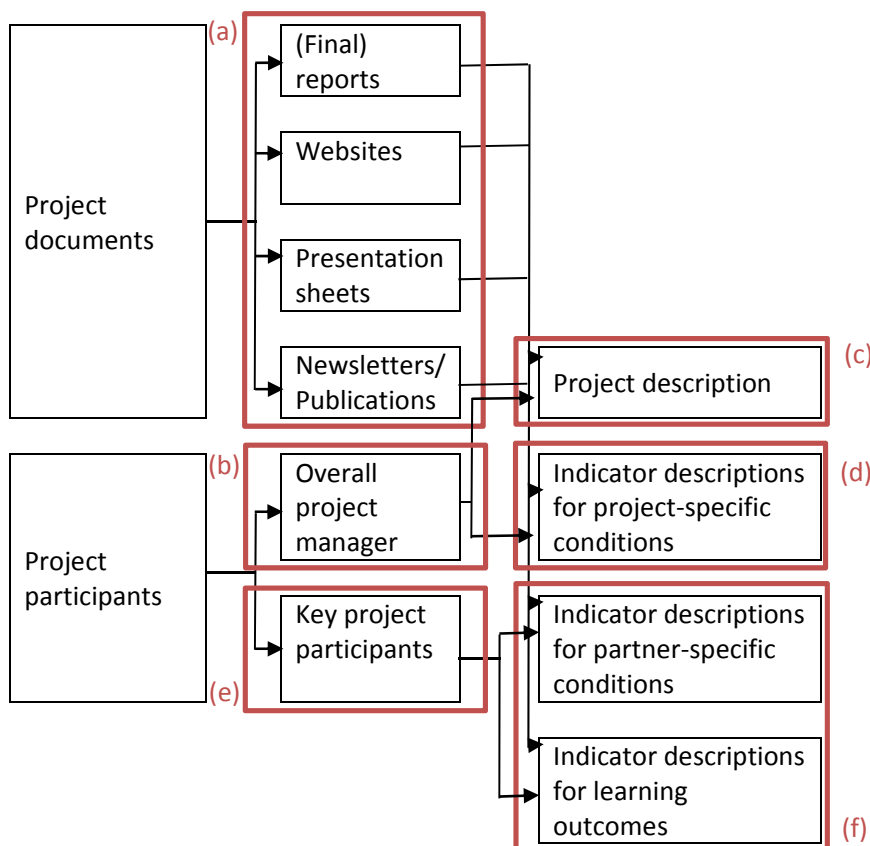 (a)
(Final)
reports
Websites
Project
documents
Presentation
sheets
Newsletters/
Publications
(c)
Project description
(b)
Overall
project
manager
(d)
Indicator descriptions
for project-specific
conditions
Project
participants
(e)
Key project
participants
Indicator descriptions
for partner-specific
conditions
Indicator descriptions
for learning
outcomes
(f)